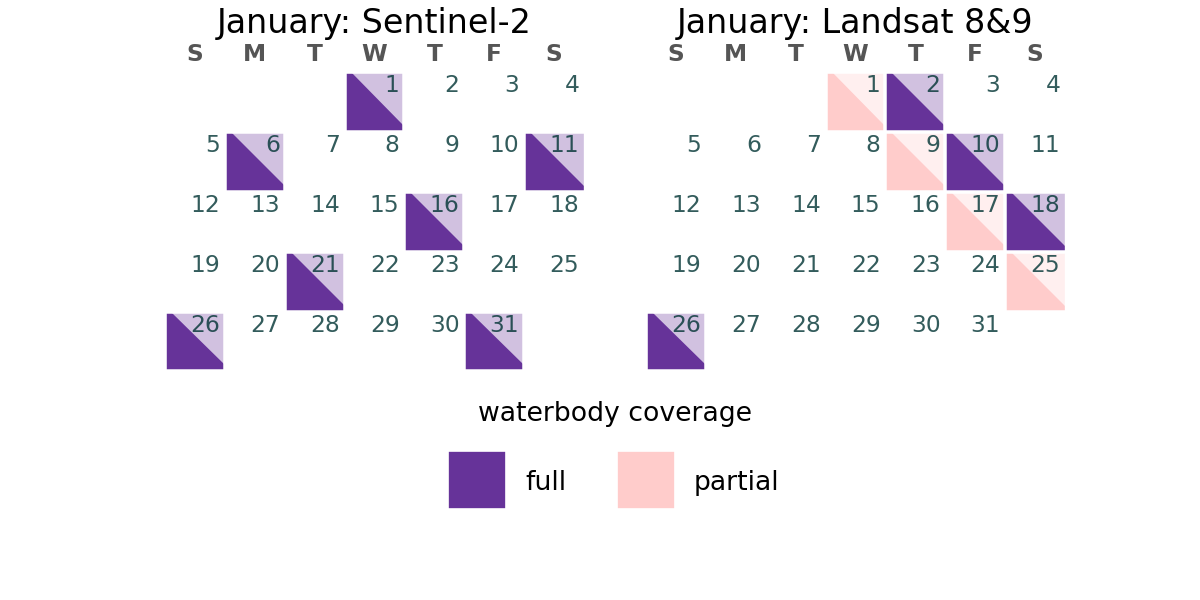 January: Sentinel-2
S M T W T F S
1 2 3 4
5 6 7 8 9 10 11
12 13 14 15 16 17 18
19 20 21 22 23 24 25
26 27 28 29 30 31
January: Landsat 8&9
S M T W T F S
1 2 3 4
5 6 7 8 9 10 11
12 13 14 15 16 17 18
19 20 21 22 23 24 25
26 27 28 29 30 31
waterbody coverage
full
partial